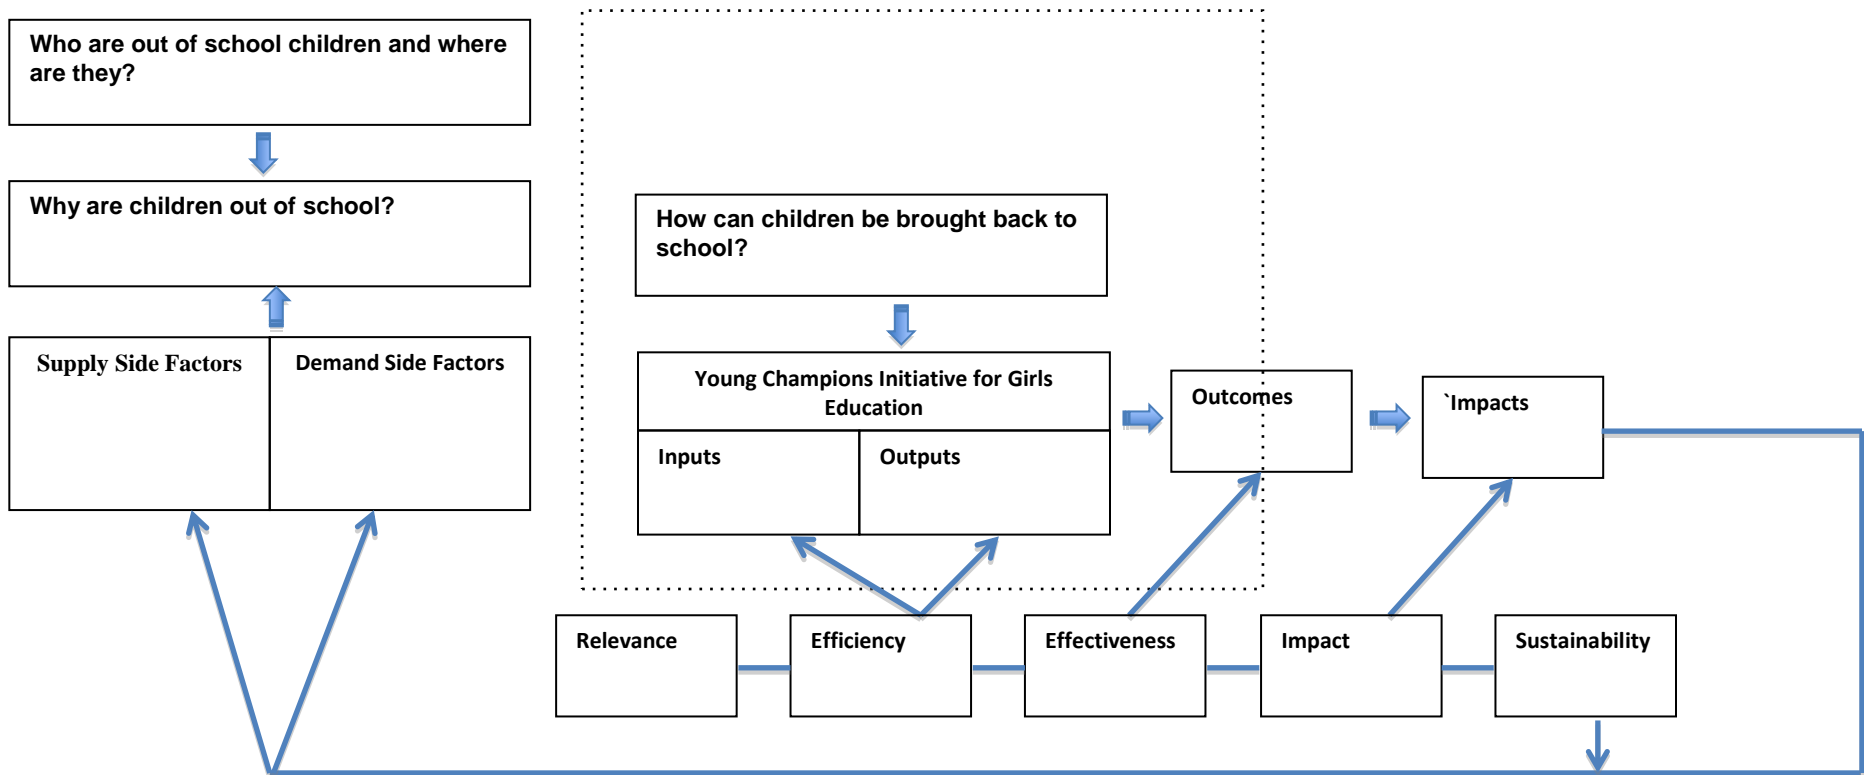 Who are out of school children and where
are they?
Why are children out of school?
Supply Side Factors
Demand Side Factors
How can children be brought back to
school?
Young Champions Initiative for Girls
Education
Inputs
Outputs
Outcomes
`Impacts
Relevance
Efficiency
Effectiveness
Impact
Sustainability